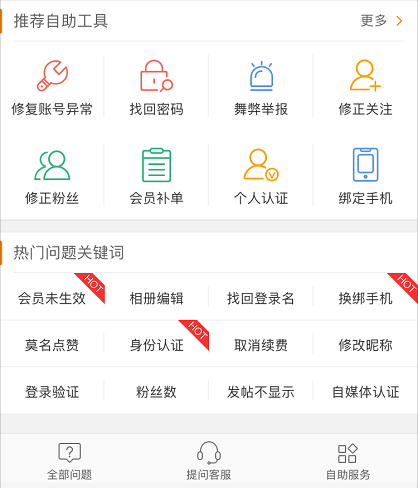 推荐自助工具 更多
修复账号异常 找回密码 舞弊举报 修正关注
修正粉丝 会员补单 个人认证 绑定手机
热门问题关键词
会员未生效 HOT 相册编辑 找回登录名 换绑手机 HOT
莫名点赞 身份认证 HOT 取消续费 修改昵称
登录验证 粉丝数 发帖不显示 自媒体认证
全部问题 提问客服 自助服务